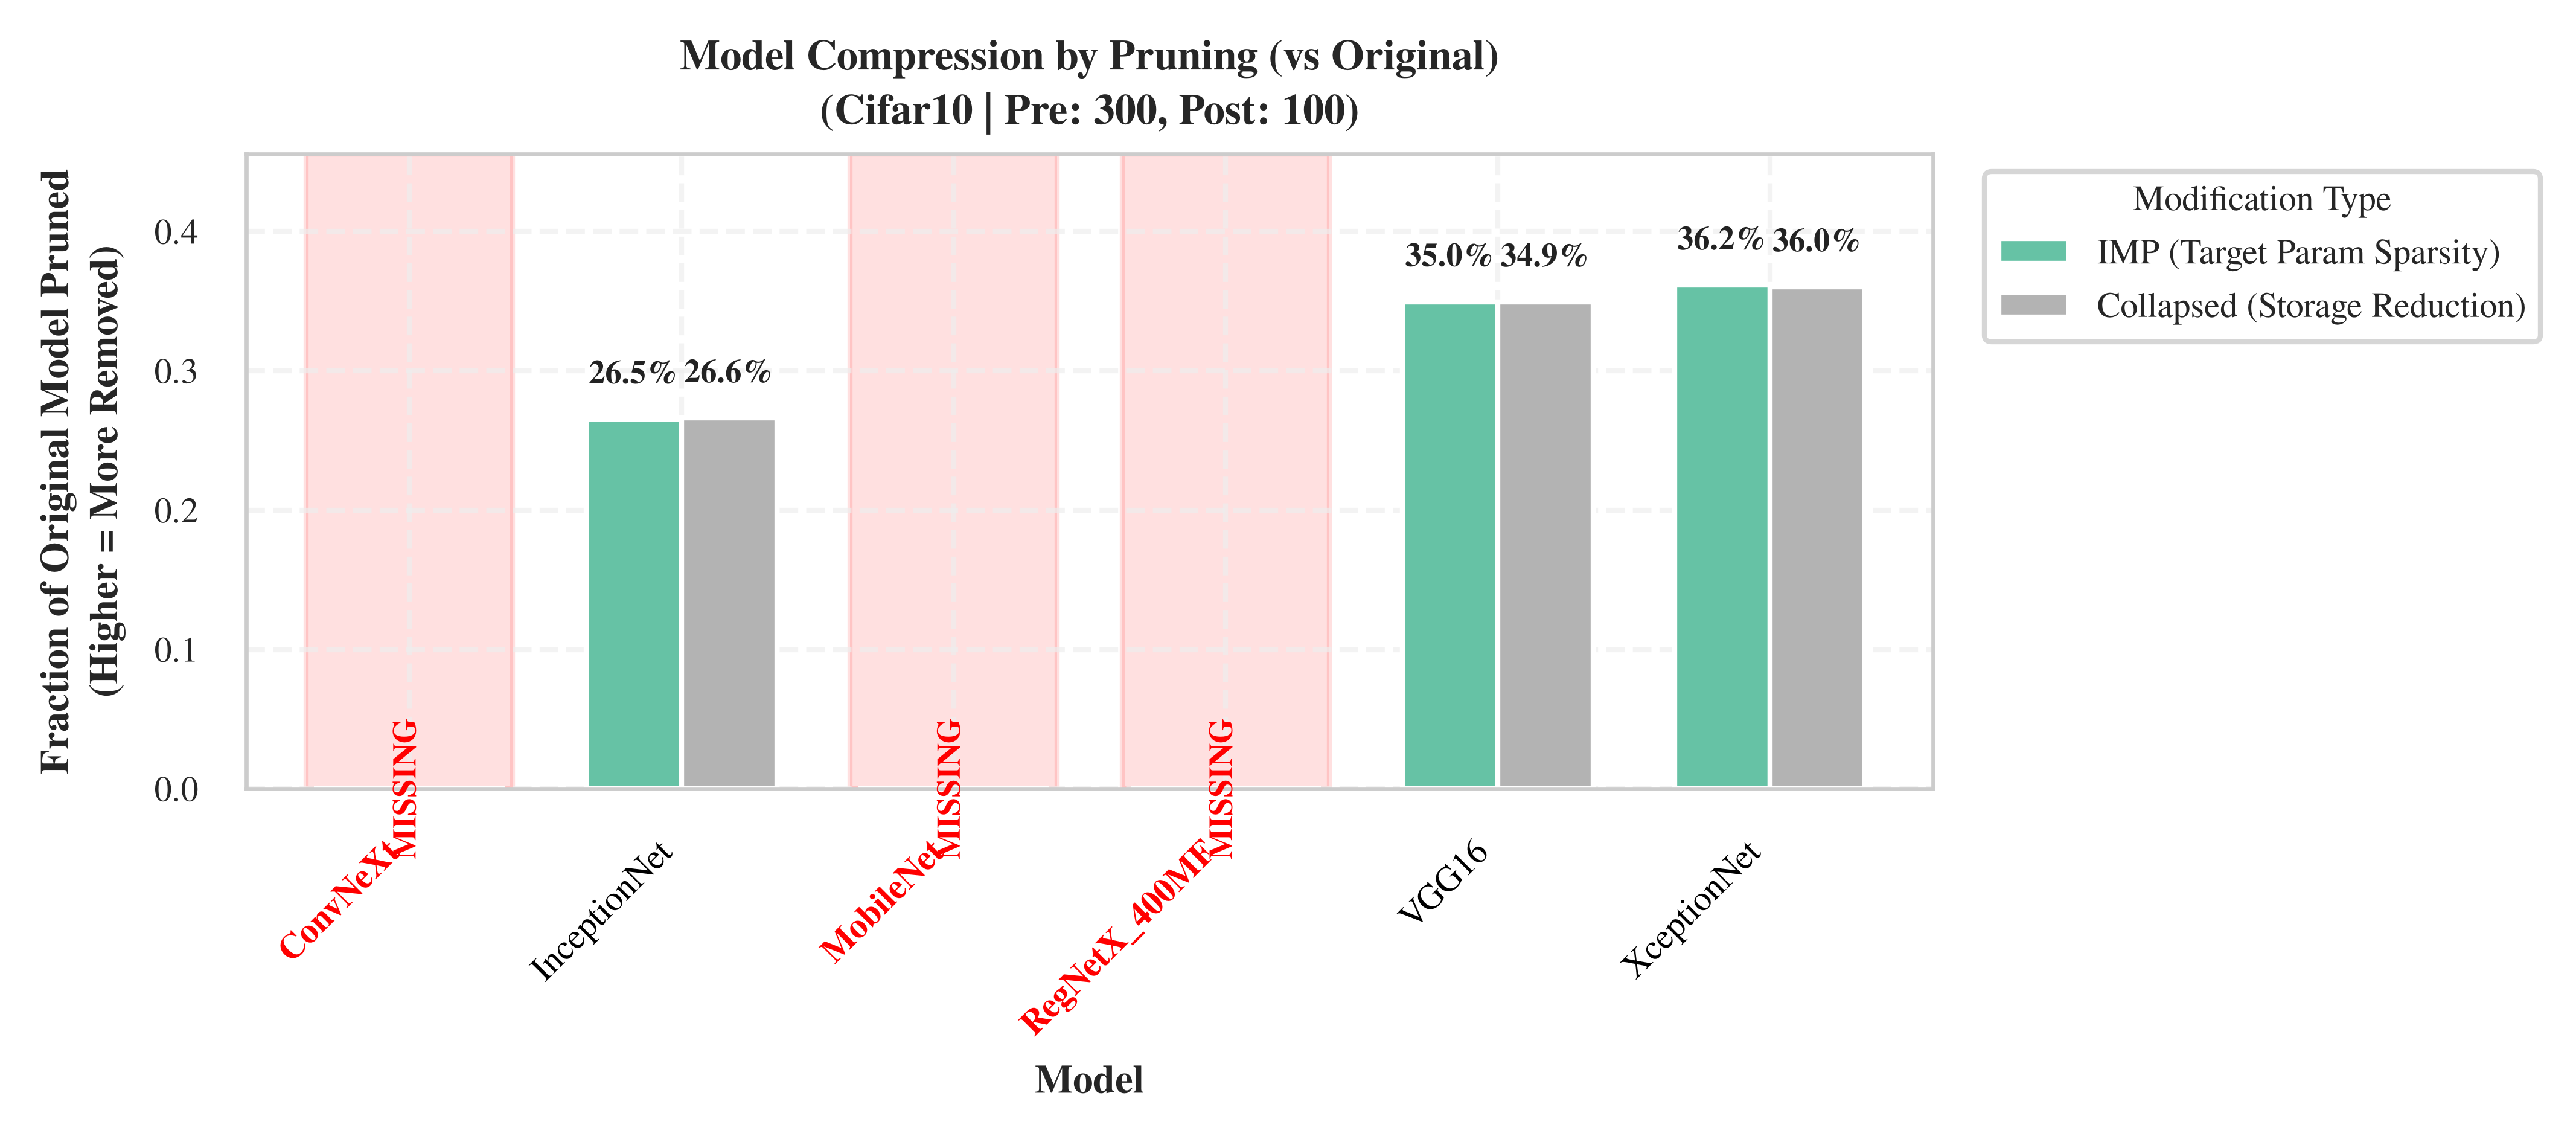 Model Compression by Pruning (vs Original)
(Cifar10 | Pre: 300, Post: 100)
Fraction of Original Model Pruned
(Higher = More Removed)
0.4
0.3
0.2
0.1
0.0
26.5% 26.6%
35.0% 34.9%
36.2% 36.0%
MISSING
MISSING
MISSING
ConvNeXt
InceptionNet
MobileNet
RegNetX_400MF
VGG16
XceptionNet
Model
Modification Type
IMP (Target Param Sparsity)
Collapsed (Storage Reduction)